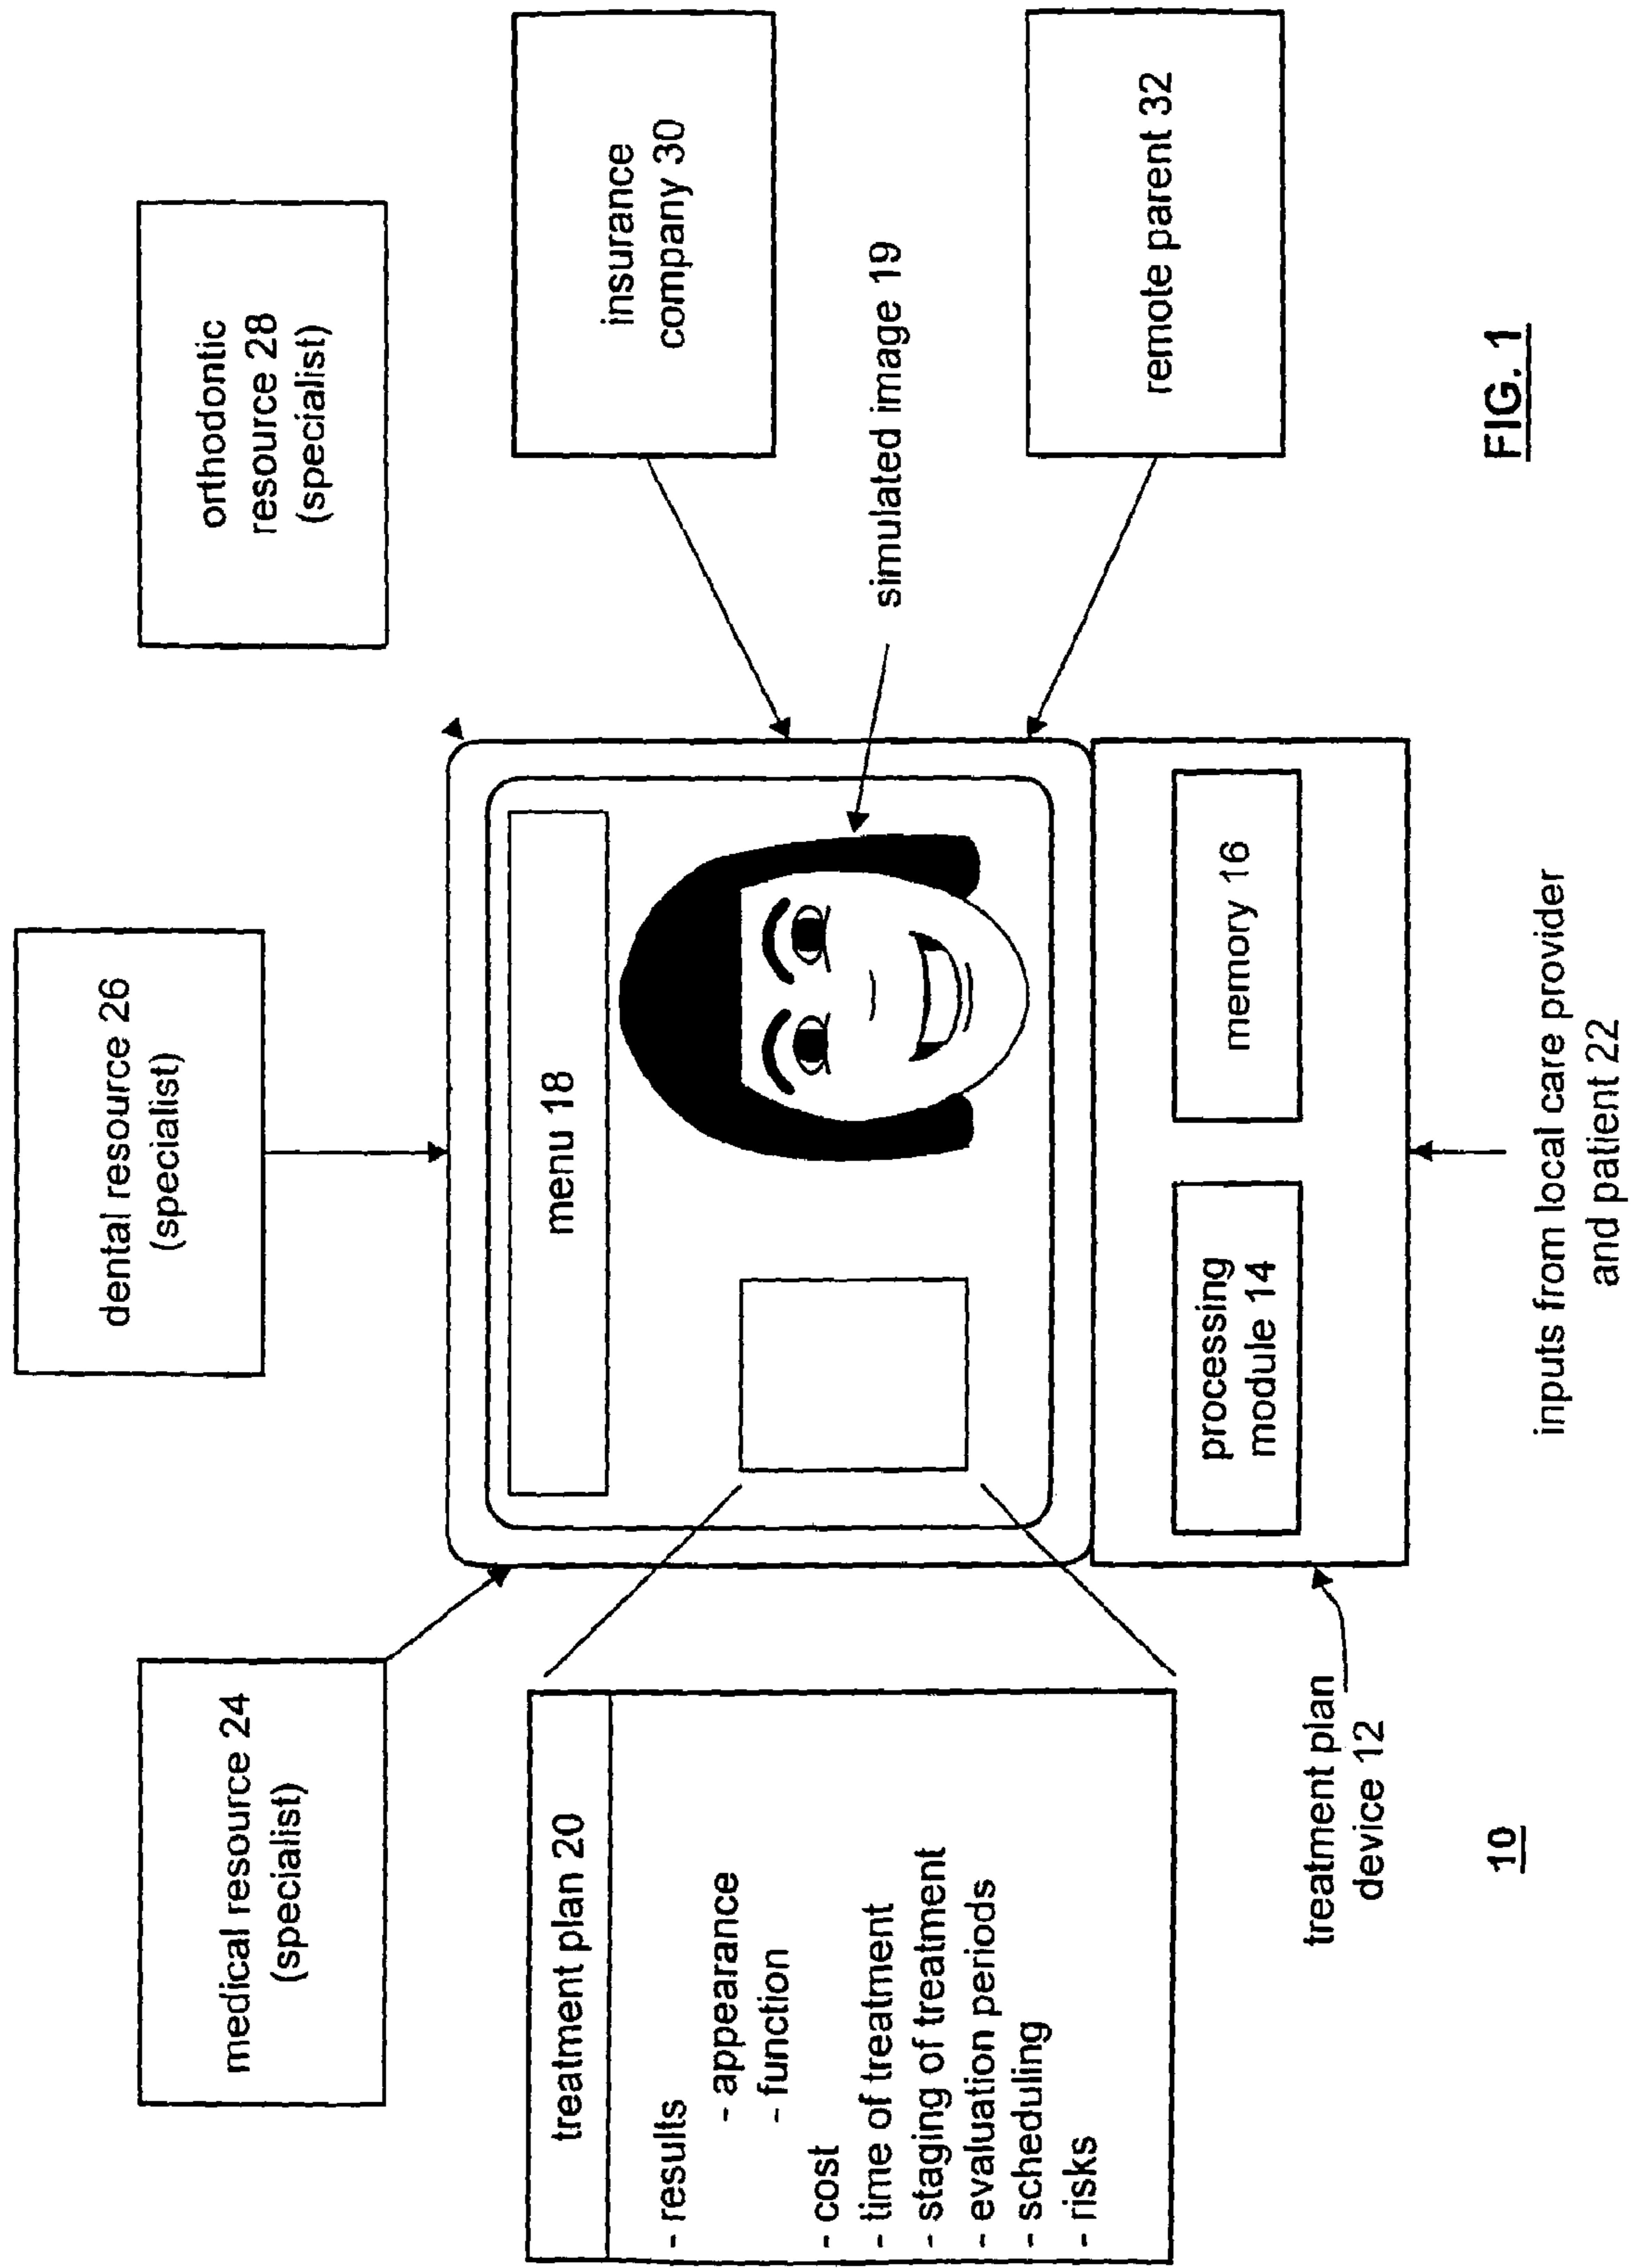 dental resource 26
(specialist)
medical resource 24
(specialist)
orthodontic
resource 28
(specialist)
treatment plan 20
- results
- appearance
- function
- cost
- time of treatment
- staging of treatment
- evaluation periods
- scheduling
- risks
menu 18
insurance
company 30
simulated image 19
remote parent 32
processing
module 14
memory 16
treatment plan
device 12
inputs from local care provider
and patient 22
10
FIG. 1